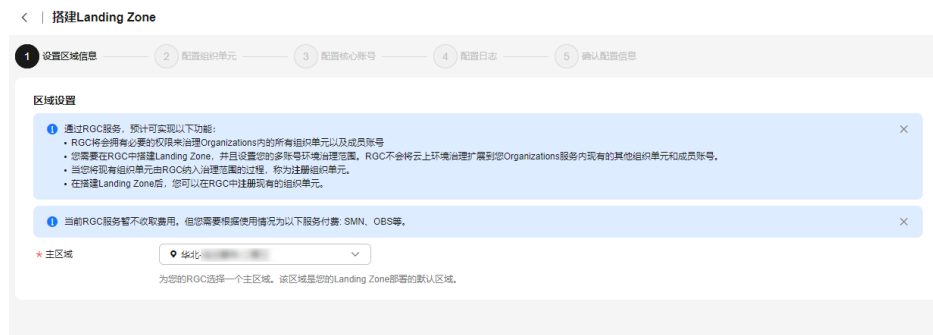 搭建Landing Zone
1 设置区域信息 2 配置组织单元 3 配置核心账号 4 配置日志 5 确认配置信息
区域设置
通过RGC服务，预计可实现以下功能：
• RGC将会拥有必要的权限来治理Organizations内的所有组织单元以及成员账号
• 您需要在RGC中搭建Landing Zone，并且设置您的多账号环境治理范围。RGC不会将云上环境治理扩展到您Organizations服务内现有的其他组织单元和成员账号。
• 当您将现有组织单元由RGC纳入治理范围的过程，称为注册组织单元。
• 在搭建Landing Zone后，您可以在RGC中注册现有的组织单元。
当前RGC服务暂不收取费用。但您需要根据使用情况为以下服务付费: SMN、OBS等。
* 主区域 华北-
为您的RGC选择一个主区域。该区域是您的Landing Zone部署的默认区域。